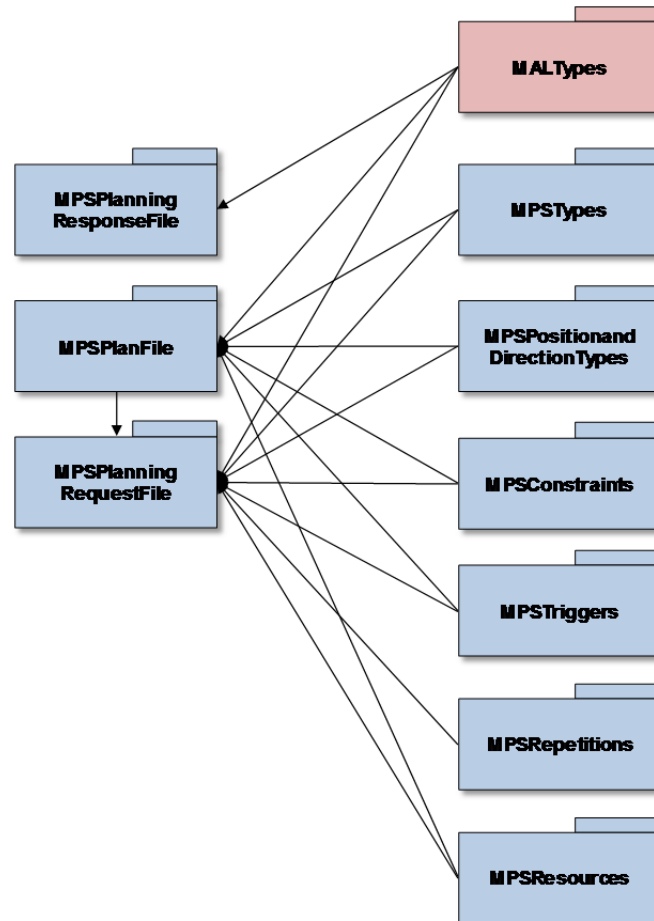 MALTypes
MPSPlanning
ResponseFile
MPSTypes
MPSPlanFile
MPSPositionand
DirectionTypes
MPSPlanning
RequestFile
MPSConstraints
MPSTriggers
MPSRepetitions
MPSResources